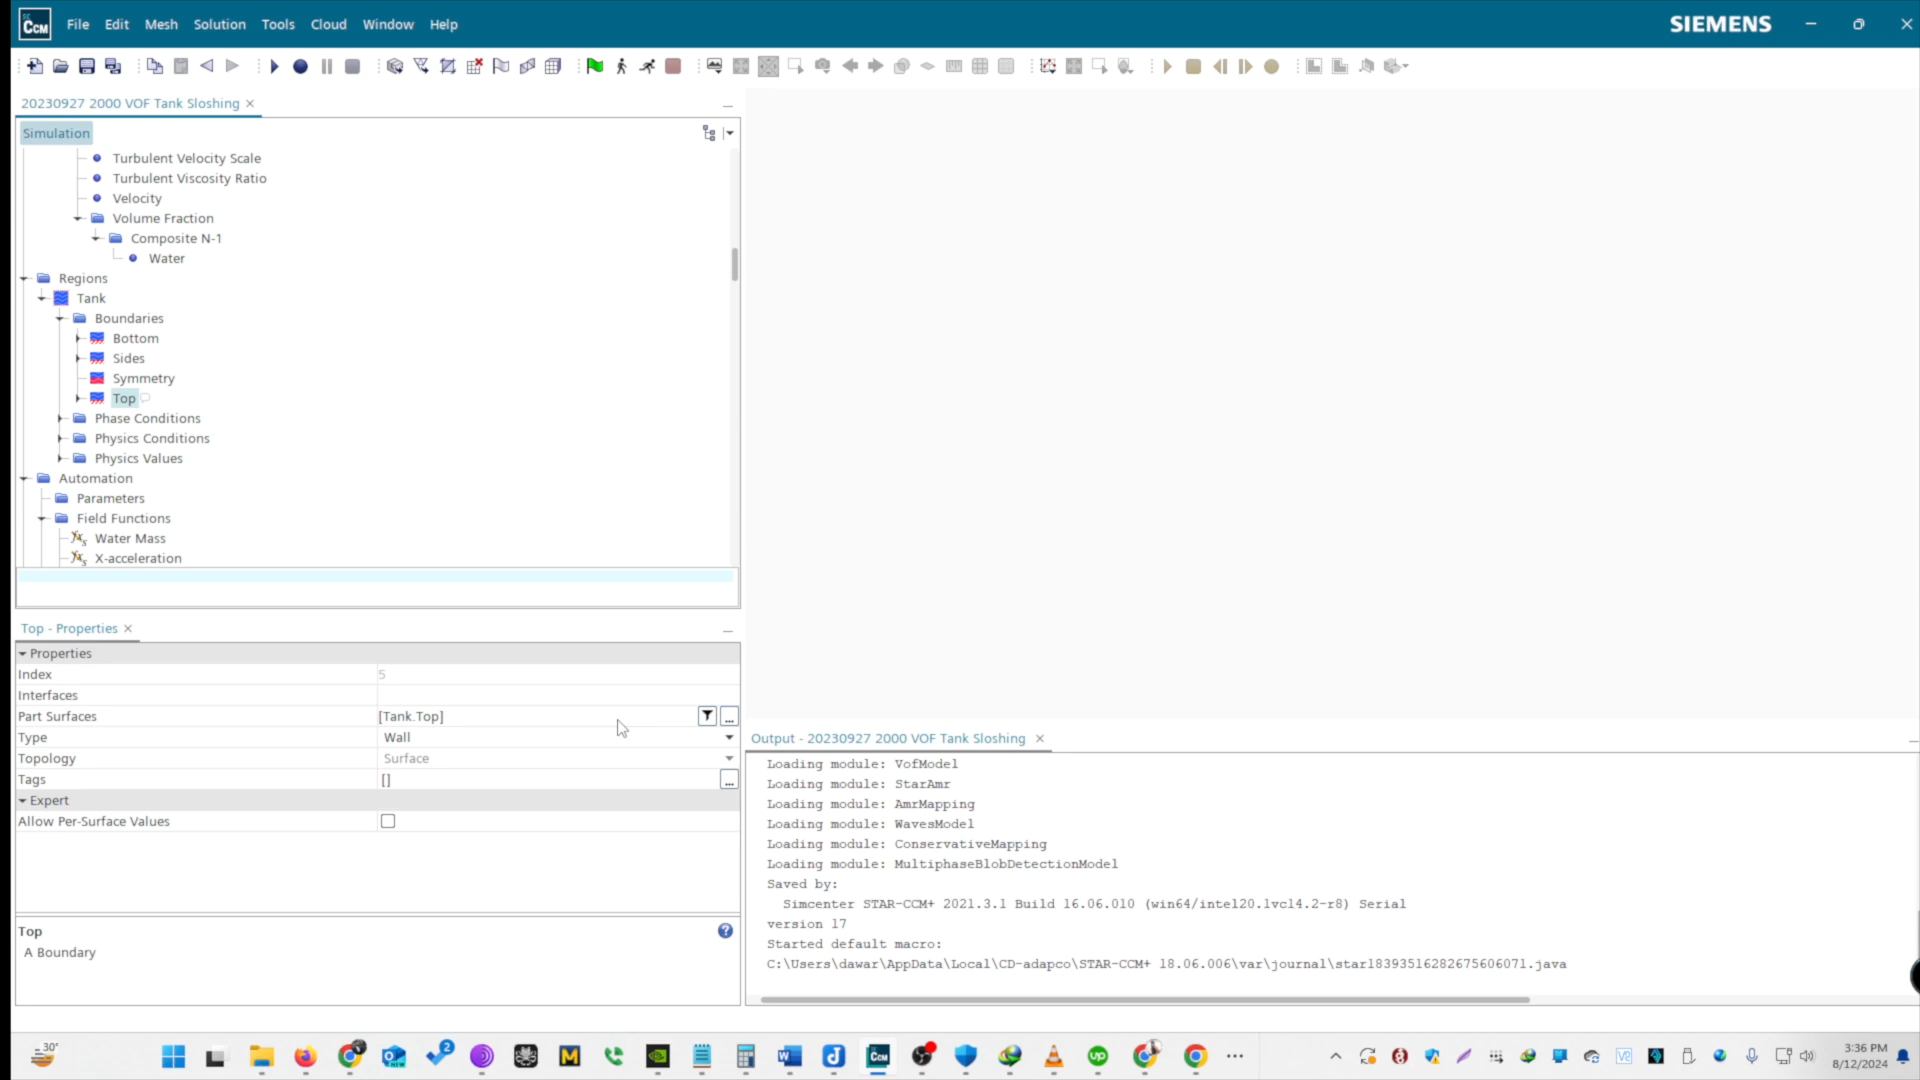 CCM File Edit Mesh Solution Tools Cloud Window Help SIEMENS
20230927 2000 VOF Tank Sloshing
Simulation
Turbulent Velocity Scale
Turbulent Viscosity Ratio
Velocity
Volume Fraction
Composite N-1
Water
Regions
Tank
Boundaries
Bottom
Sides
Symmetry
Top
Phase Conditions
Physics Conditions
Physics Values
Automation
Parameters
Field Functions
Water Mass
X-acceleration
Top - Properties
Properties
Index 5
Interfaces
Part Surfaces [Tank.Top] ...
Type Wall
Topology Surface
Tags [] ...
Expert
Allow Per-Surface Values
Top
A Boundary
Output - 20230927 2000 VOF Tank Sloshing
Loading module: VofModel
Loading module: StarAmr
Loading module: AmrMapping
Loading module: WavesModel
Loading module: ConservativeMapping
Loading module: MultiphaseBlobDetectionModel
Saved by:
Simcenter STAR-CCM+ 2021.3.1 Build 16.06.010 (win64/intel20.1vc14.2-r8) Serial
version 17
Started default macro:
C:\Users\dawar\AppData\Local\CD-adapco\STAR-CCM+ 18.06.006\var\journal\star18393516282675606071.java
30°
2
CCM
up
3:36 PM
8/12/2024